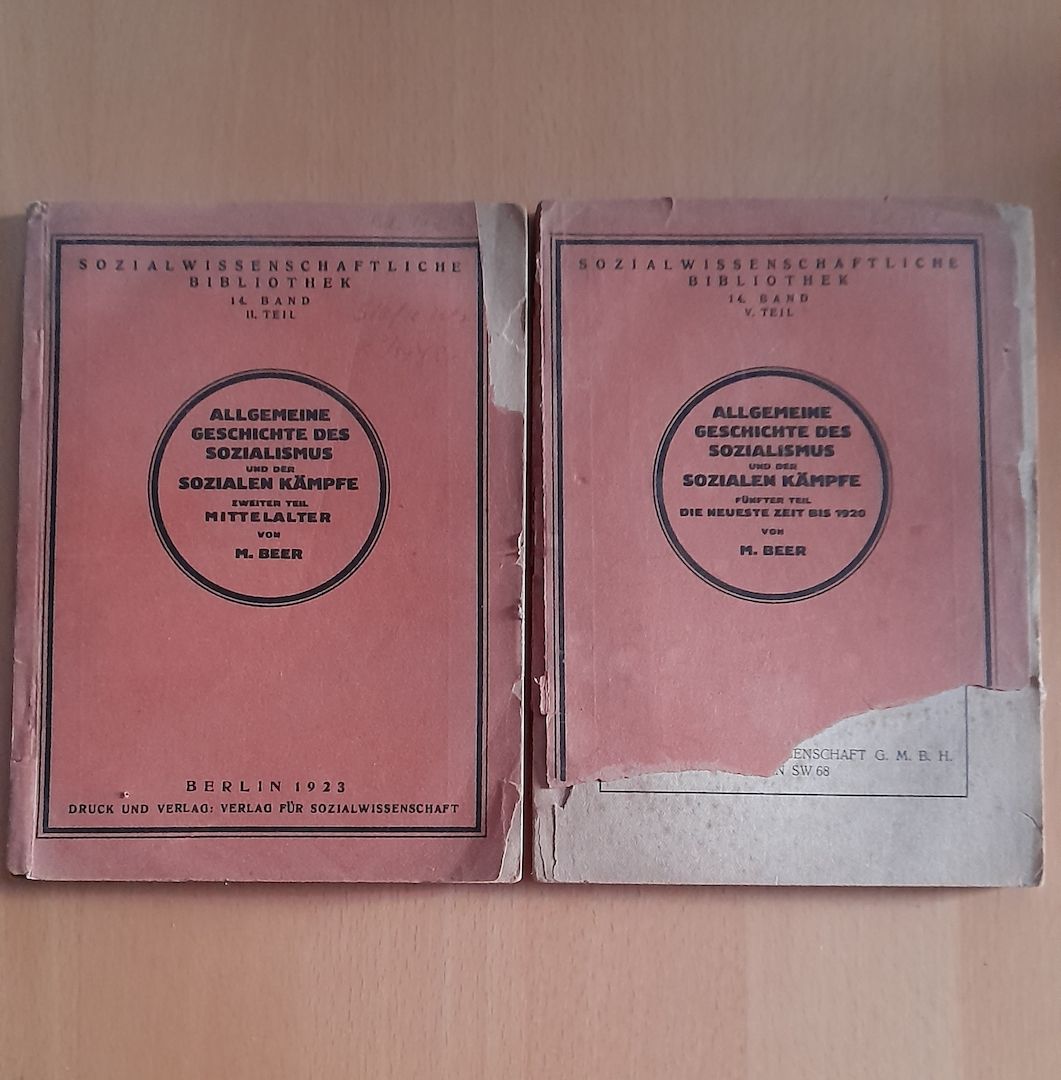 SOZIALWISSENSCHAFTLICHE
BIBLIOTHEK
14. BAND
II. TEIL
ALLGEMEINE
GESCHICHTE DES
SOZIALISMUS
UND DER
SOZIALEN KÄMPFE
ZWEITER TEIL
MITTELALTER
VON
M. BEER
BERLIN 1923
DRUCK UND VERLAG: VERLAG FÜR SOZIALWISSENSCHAFT
SOZIALWISSENSCHAFTLICHE
BIBLIOTHEK
14. BAND
V. TEIL
ALLGEMEINE
GESCHICHTE DES
SOZIALISMUS
UND DER
SOZIALEN KÄMPFE
FÜNFTER TEIL
DIE NEUESTE ZEIT BIS 1920
VON
M. BEER
ENSCHAFT G. M. B. H.
N SW 68